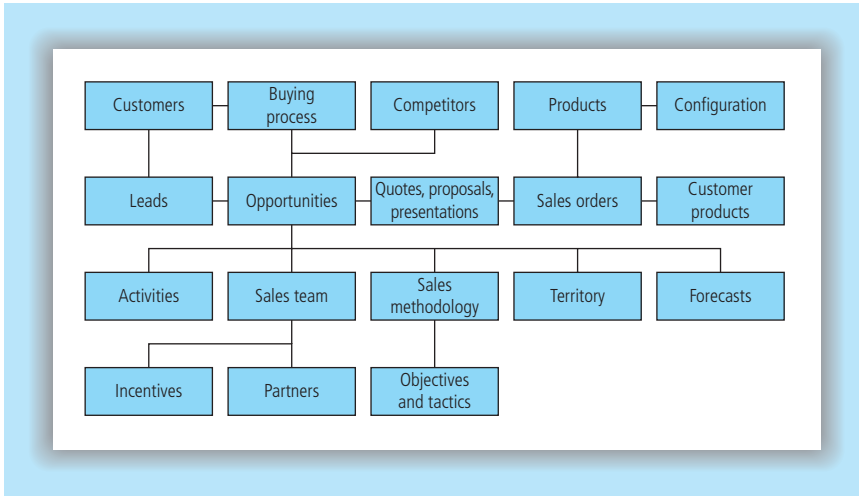 Customers
Buying
process
Competitors
Products
Configuration
Leads
Opportunities
Quotes, proposals,
presentations
Sales orders
Customer
products
Activities
Sales team
Sales
methodology
Territory
Forecasts
Incentives
Partners
Objectives
and tactics